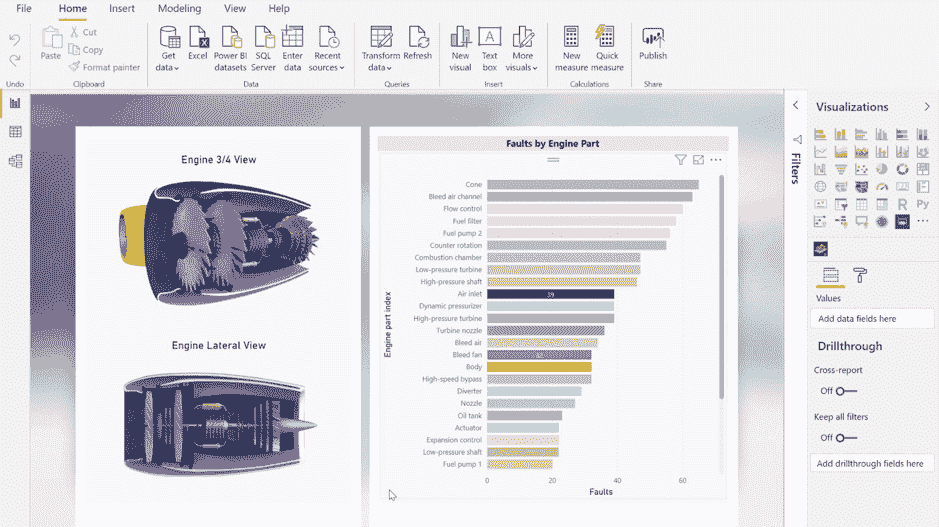 File Home Insert Modeling View Help
Undo
Paste
Cut
Copy
Format painter
Clipboard
Get data
Excel
Power BI datasets
SQL Server
Enter data
Recent sources
Data
Transform data
Refresh
Queries
New visual
Text box
More visuals
Insert
New measure
Quick measure
Calculations
Publish
Share
Engine 3/4 View
Engine Lateral View
Faults by Engine Part
Engine part index
Cone
Bleed air channel
Flow control
Fuel filter
Fuel pump 2
Counter rotation
Combustion chamber
Low-pressure turbine
High-pressure shaft
Air inlet 39
Dynamic pressurizer
High-pressure turbine
Turbine nozzle
Bleed air
Bleed fan
Body
High-speed bypass
Diverter
Nozzle
Oil tank
Actuator
Expansion control
Low-pressure shaft
Fuel pump 1
0 20 40 60
Faults
Filters
Visualizations
R Py
Values
Add data fields here
Drillthrough
Cross-report
Off
Keep all filters
Off
Add drillthrough fields here